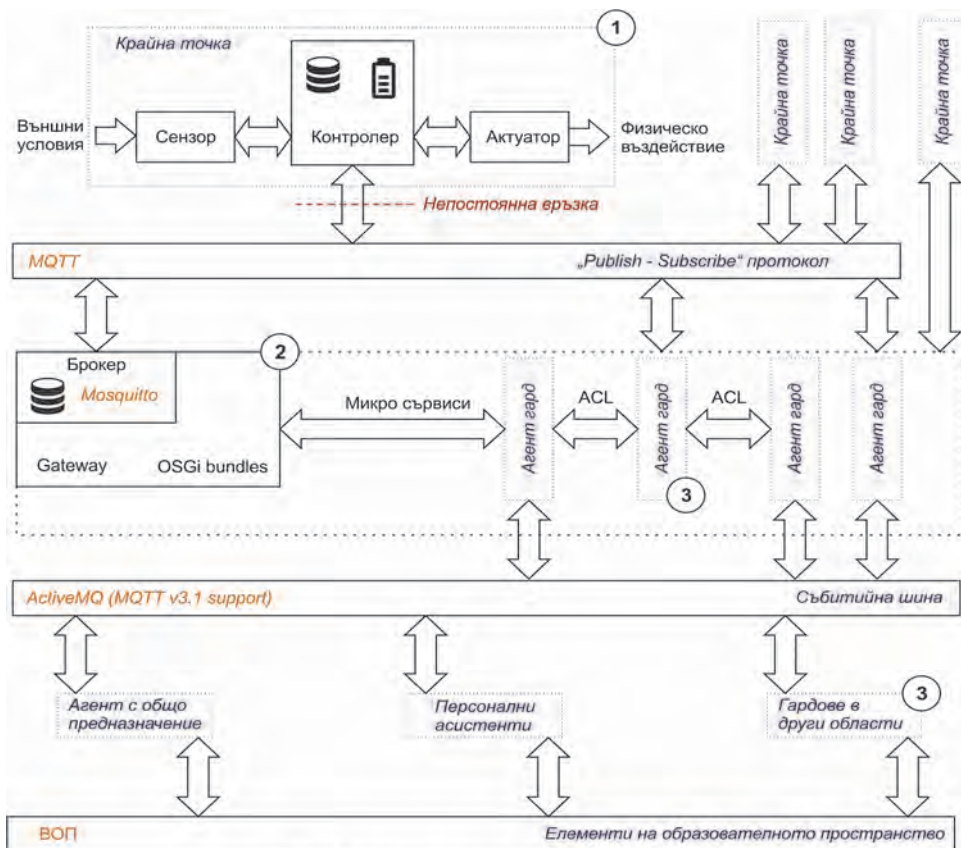 Крайна точка
1
Външни
условия
Сензор
Контролер
Актуатор
Физическо
въздействие
Крайна точка
Крайна точка
Крайна точка
Непостоянна връзка
MQTT
„Publish - Subscribe“ протокол
Брокер
Mosquitto
2
Gateway
OSGi bundles
Микро сървиси
Агент гард
ACL
Агент гард
3
ACL
Агент гард
Агент гард
ActiveMQ (MQTT v3.1 support)
Събитийна шина
Агент с общо
предназначение
Персонални
асистенти
Гардове в
други области
3
ВОП
Елементи на образователното пространство